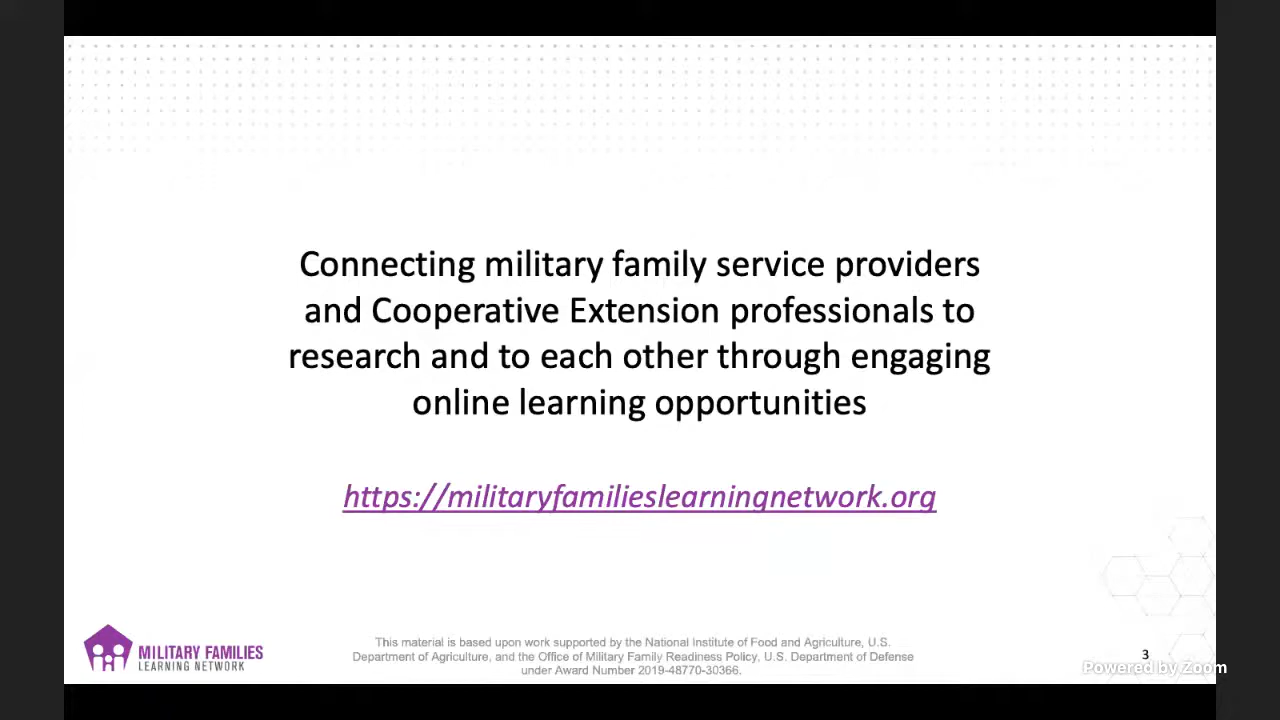 Connecting military family service providers
and Cooperative Extension professionals to
research and to each other through engaging
online learning opportunities
https://militaryfamilieslearningnetwork.org
MILITARY FAMILIES
LEARNING NETWORK
This material is based upon work supported by the National Institute of Food and Agriculture, U.S.
Department of Agriculture, and the Office of Military Family Readiness Policy, U.S. Department of Defense
under Award Number 2019-48770-30366.
3
Powered by Zoom